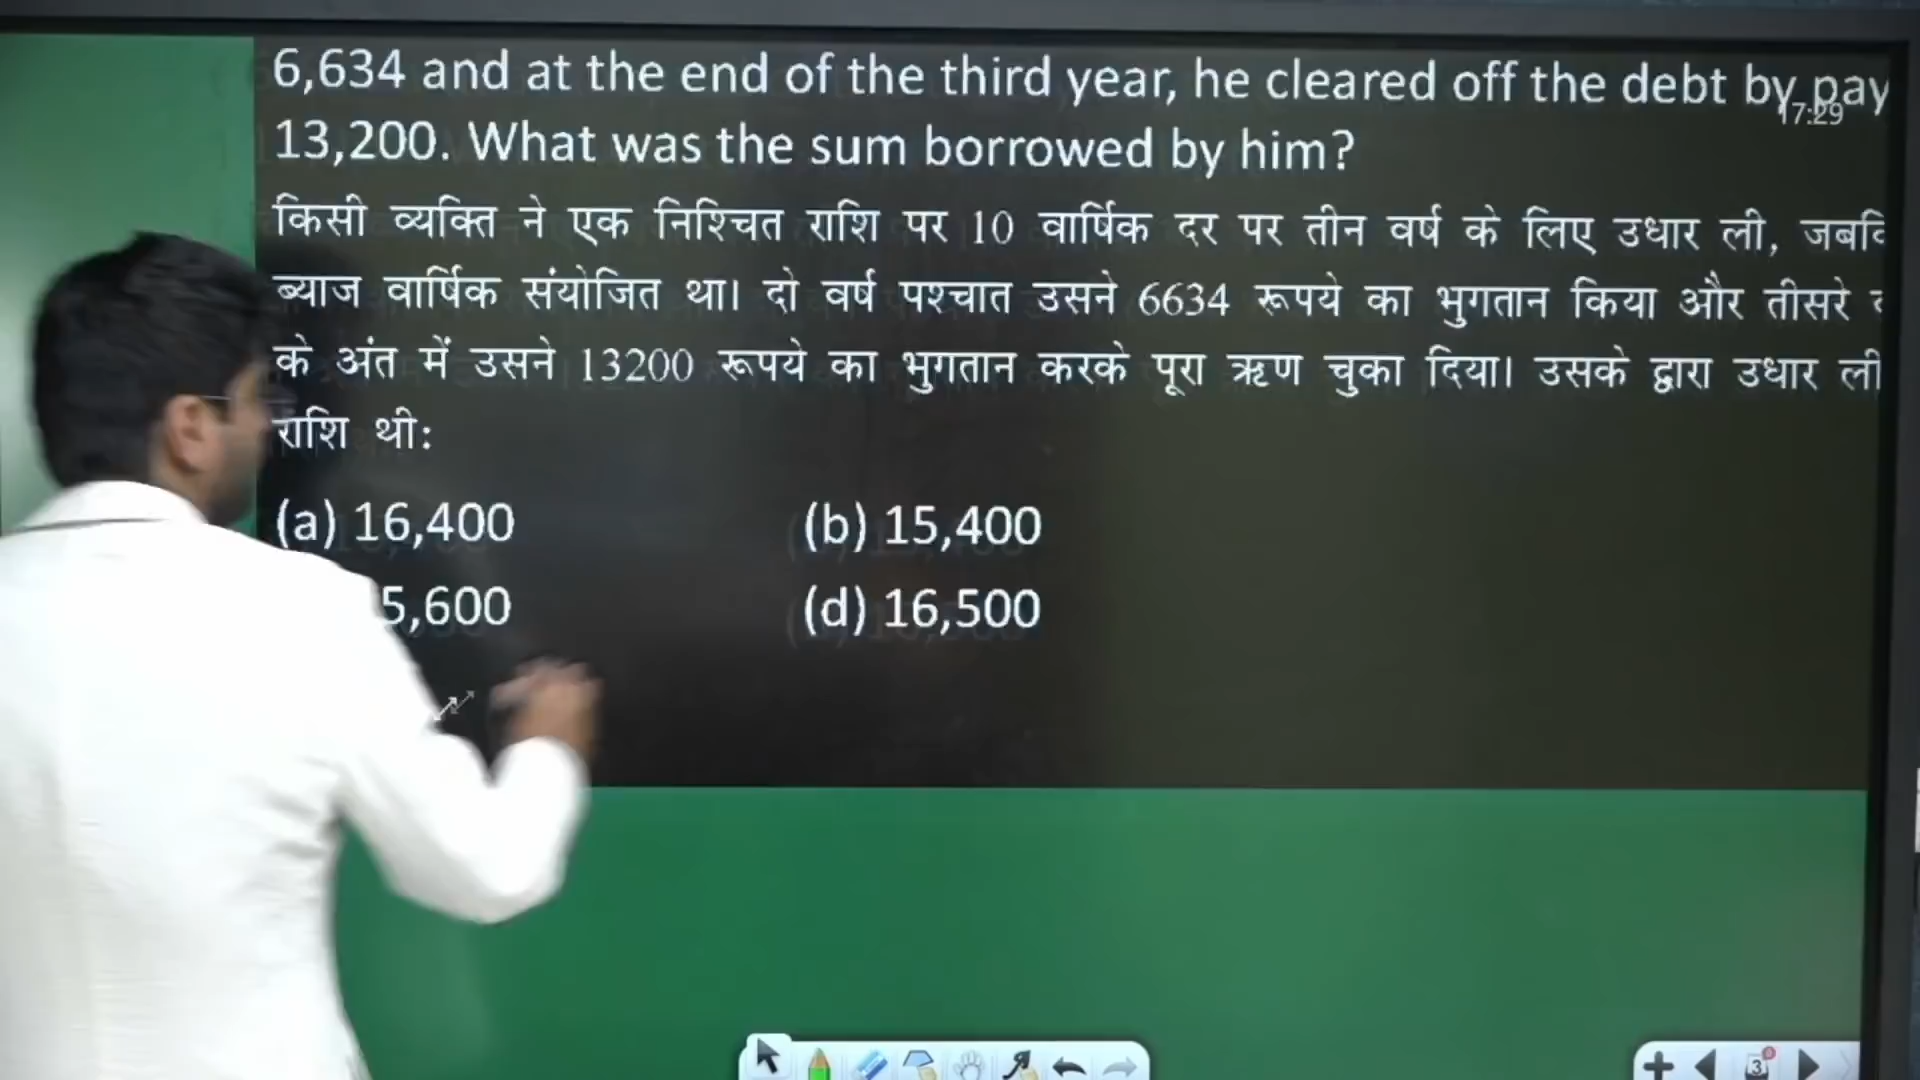 6,634 and at the end of the third year, he cleared off the debt by pay
17:29
13,200. What was the sum borrowed by him?
किसी व्यक्ति ने एक निश्चित राशि पर 10 वार्षिक दर पर तीन वर्ष के लिए उधार ली,
ब्याज वार्षिक संयोजित था। दो वर्ष पश्चात उसने 6634 रूपये का भुगतान किया और तीसरे
के अंत में उसने 13200 रूपये का भुगतान करके पूरा ऋण चुका दिया। उसके द्वारा उधार ली
राशि थी:
(a) 16,400 (b) 15,400
5,600 (d) 16,500
3